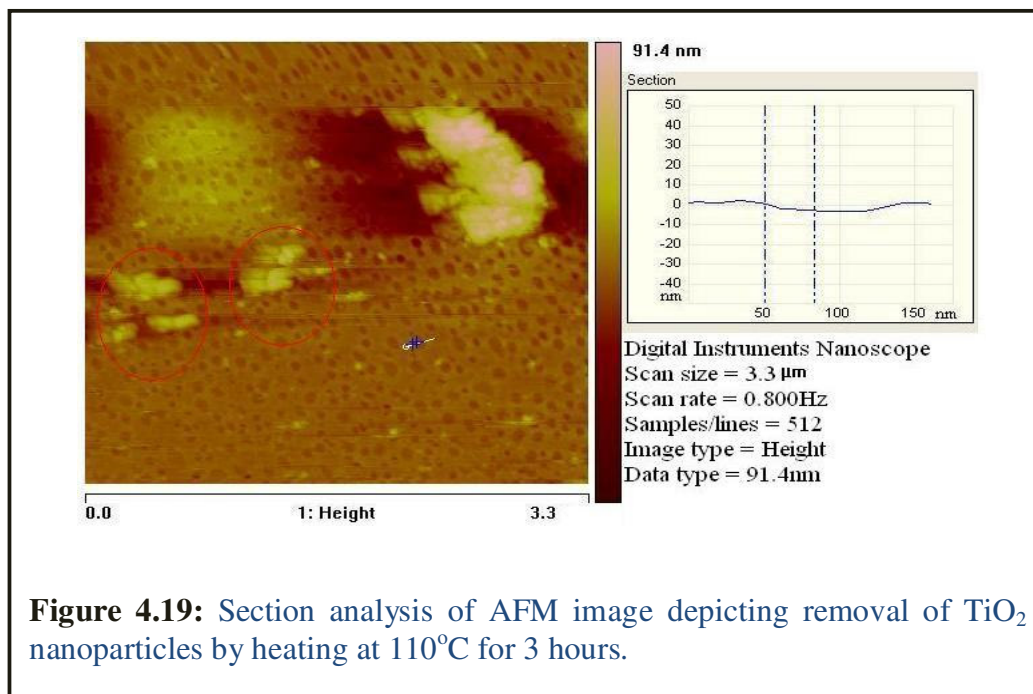 91.4 nm
Section
50
40
30
20
10
0
-10
-20
-30
-40
nm
50 100 150 nm
Digital Instruments Nanoscope
Scan size = 3.3 μm
Scan rate = 0.800Hz
Samples/lines = 512
Image type = Height
Data type = 91.4nm
0.0 1: Height 3.3
Figure 4.19: Section analysis of AFM image depicting removal of TiO₂
nanoparticles by heating at 110°C for 3 hours.